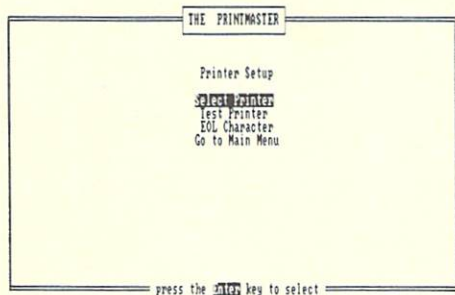 THE PRINTMASTER
Printer Setup
Select Printer
Test Printer
EOL Character
Go to Main Menu
press the Enter key to select